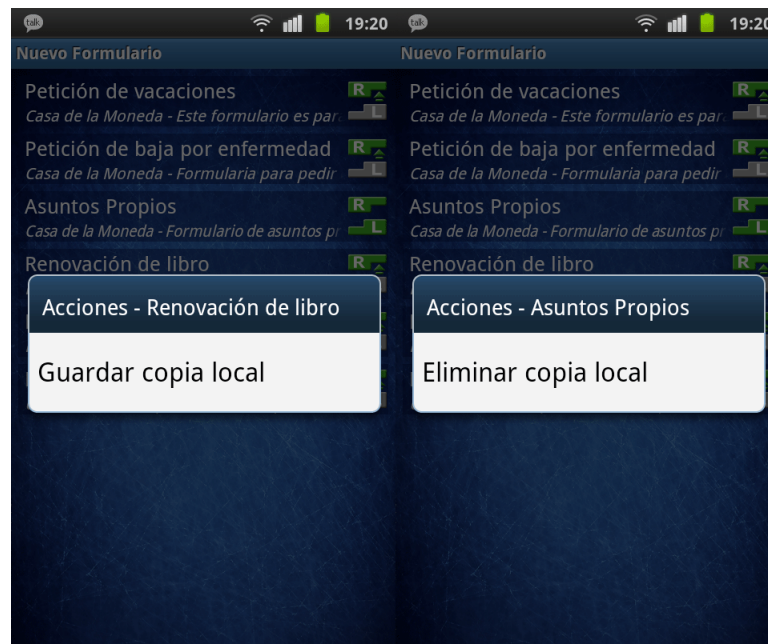 talk
19:20
Nuevo Formulario
Petición de vacaciones
R
Casa de la Moneda - Este formulario es par
L
Petición de baja por enfermedad
R
Casa de la Moneda - Formularia para pedir
L
Asuntos Propios
R
Casa de la Moneda - Formulario de asuntos pr
L
Renovación de libro
R
Acciones - Renovación de libro
Guardar copia local
talk
19:20
Nuevo Formulario
Petición de vacaciones
R
Casa de la Moneda - Este formulario es par
L
Petición de baja por enfermedad
R
Casa de la Moneda - Formularia para pedir
L
Asuntos Propios
R
Casa de la Moneda - Formulario de asuntos pr
L
Renovación de libro
R
Acciones - Asuntos Propios
Eliminar copia local